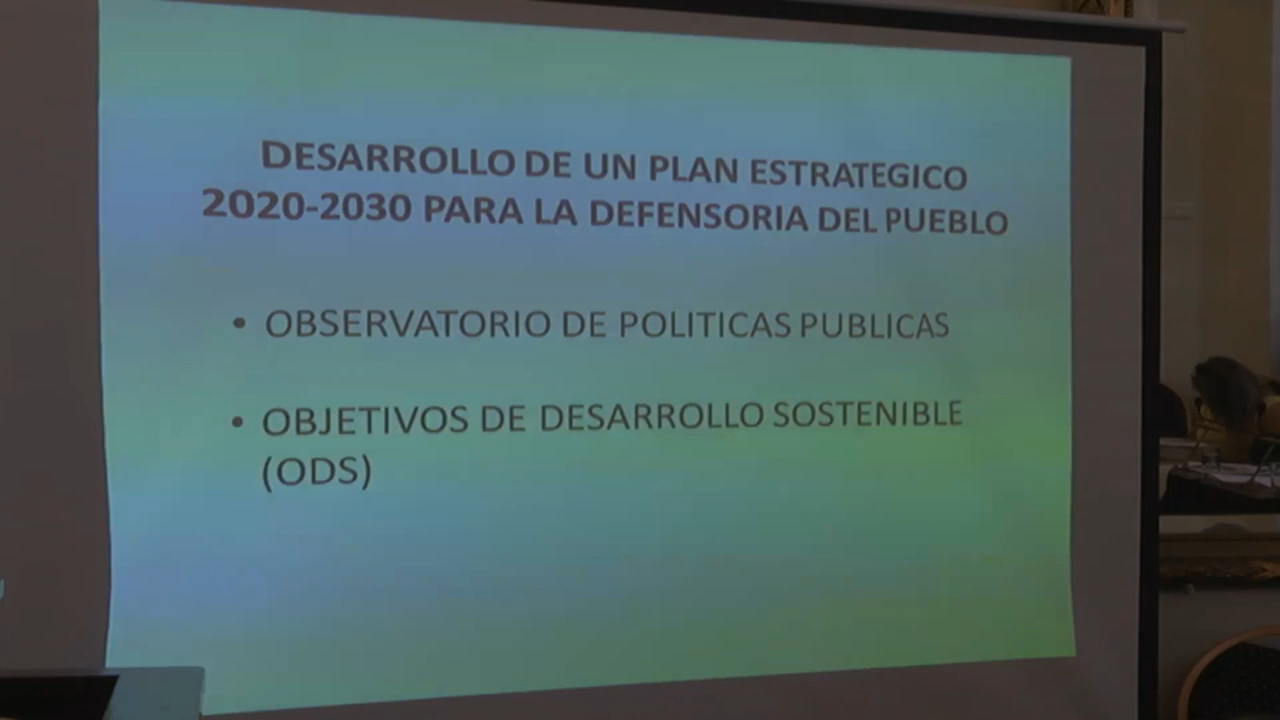 DESARROLLO DE UN PLAN ESTRATEGICO
2020-2030 PARA LA DEFENSORIA DEL PUEBLO
• OBSERVATORIO DE POLITICAS PUBLICAS
• OBJETIVOS DE DESARROLLO SOSTENIBLE
(ODS)